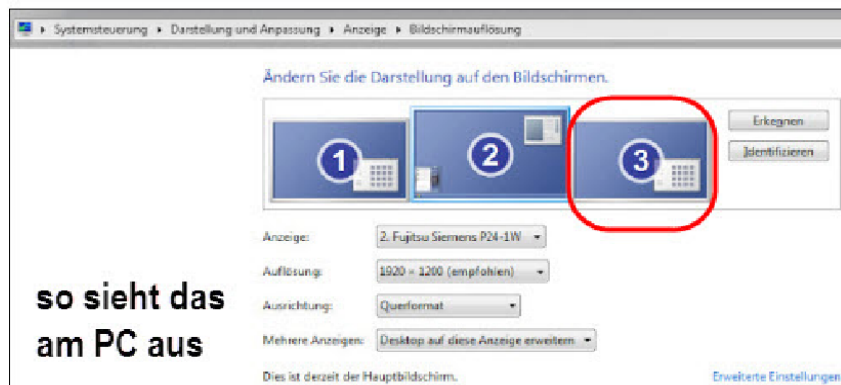 Systemsteuerung ▸ Darstellung und Anpassung ▸ Anzeige ▸ Bildschirmauflösung
Ändern Sie die Darstellung auf den Bildschirmen.
1 2 3
Erkennen
Identifizieren
Anzeige: 2. Fujitsu Siemens P24-1W
Auflösung: 1920 × 1200 (empfohlen)
Ausrichtung: Querformat
so sieht das
am PC aus
Mehrere Anzeigen: Desktop auf diese Anzeige erweitern
Dies ist derzeit der Hauptbildschirm.
Erweiterte Einstellungen